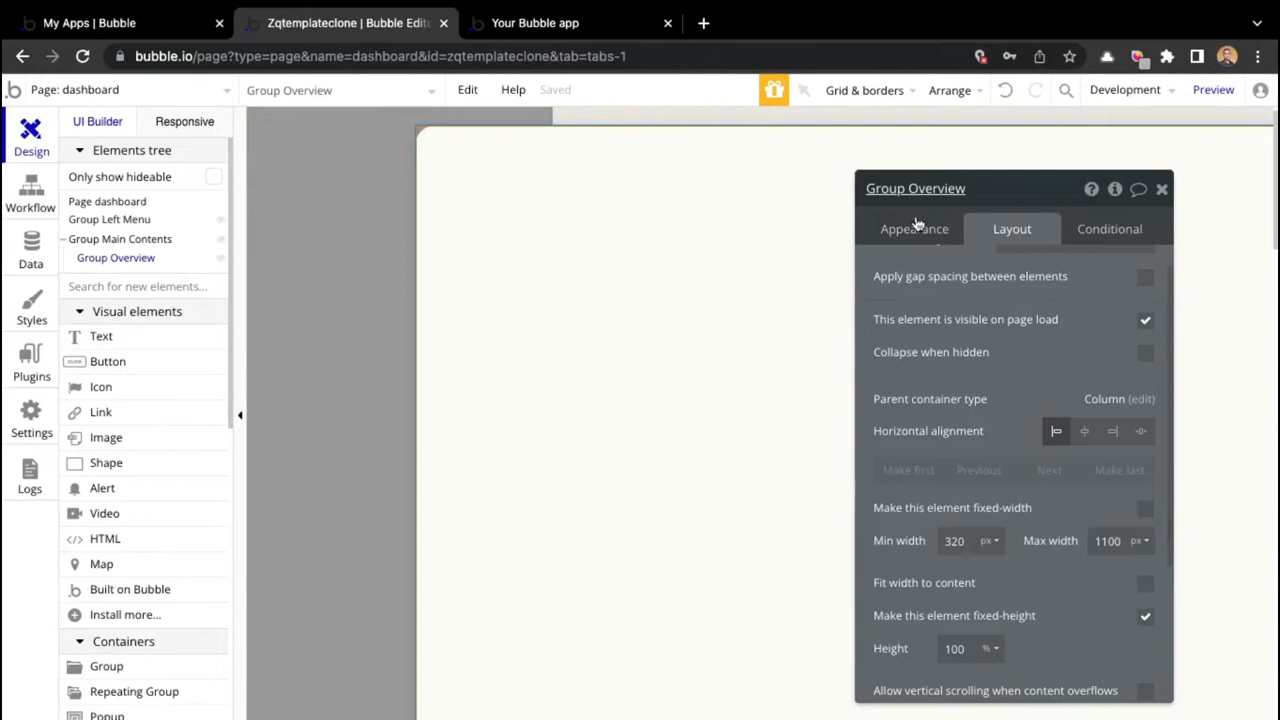 My Apps | Bubble
Zqtemplateclone | Bubble Edito
Your Bubble app
bubble.io/page?type=page&name=dashboard&id=zqtemplateclone&tab=tabs-1
Page: dashboard
Group Overview
Edit
Help
Saved
Grid & borders
Arrange
Development
Preview
Design
Workflow
Data
Styles
Plugins
Settings
Logs
UI Builder
Responsive
Elements tree
Only show hideable
Page dashboard
Group Left Menu
Group Main Contents
Group Overview
Search for new elements...
Visual elements
Text
CLICK Button
Icon
Link
Image
Shape
Alert
Video
HTML
Map
Built on Bubble
Install more...
Containers
Group
Repeating Group
Popup
Group Overview
Appearance
Layout
Conditional
Apply gap spacing between elements
This element is visible on page load
Collapse when hidden
Parent container type
Column (edit)
Horizontal alignment
Make first
Previous
Next
Make last
Make this element fixed-width
Min width 320 px
Max width 1100 px
Fit width to content
Make this element fixed-height
Height 100 %
Allow vertical scrolling when content overflows